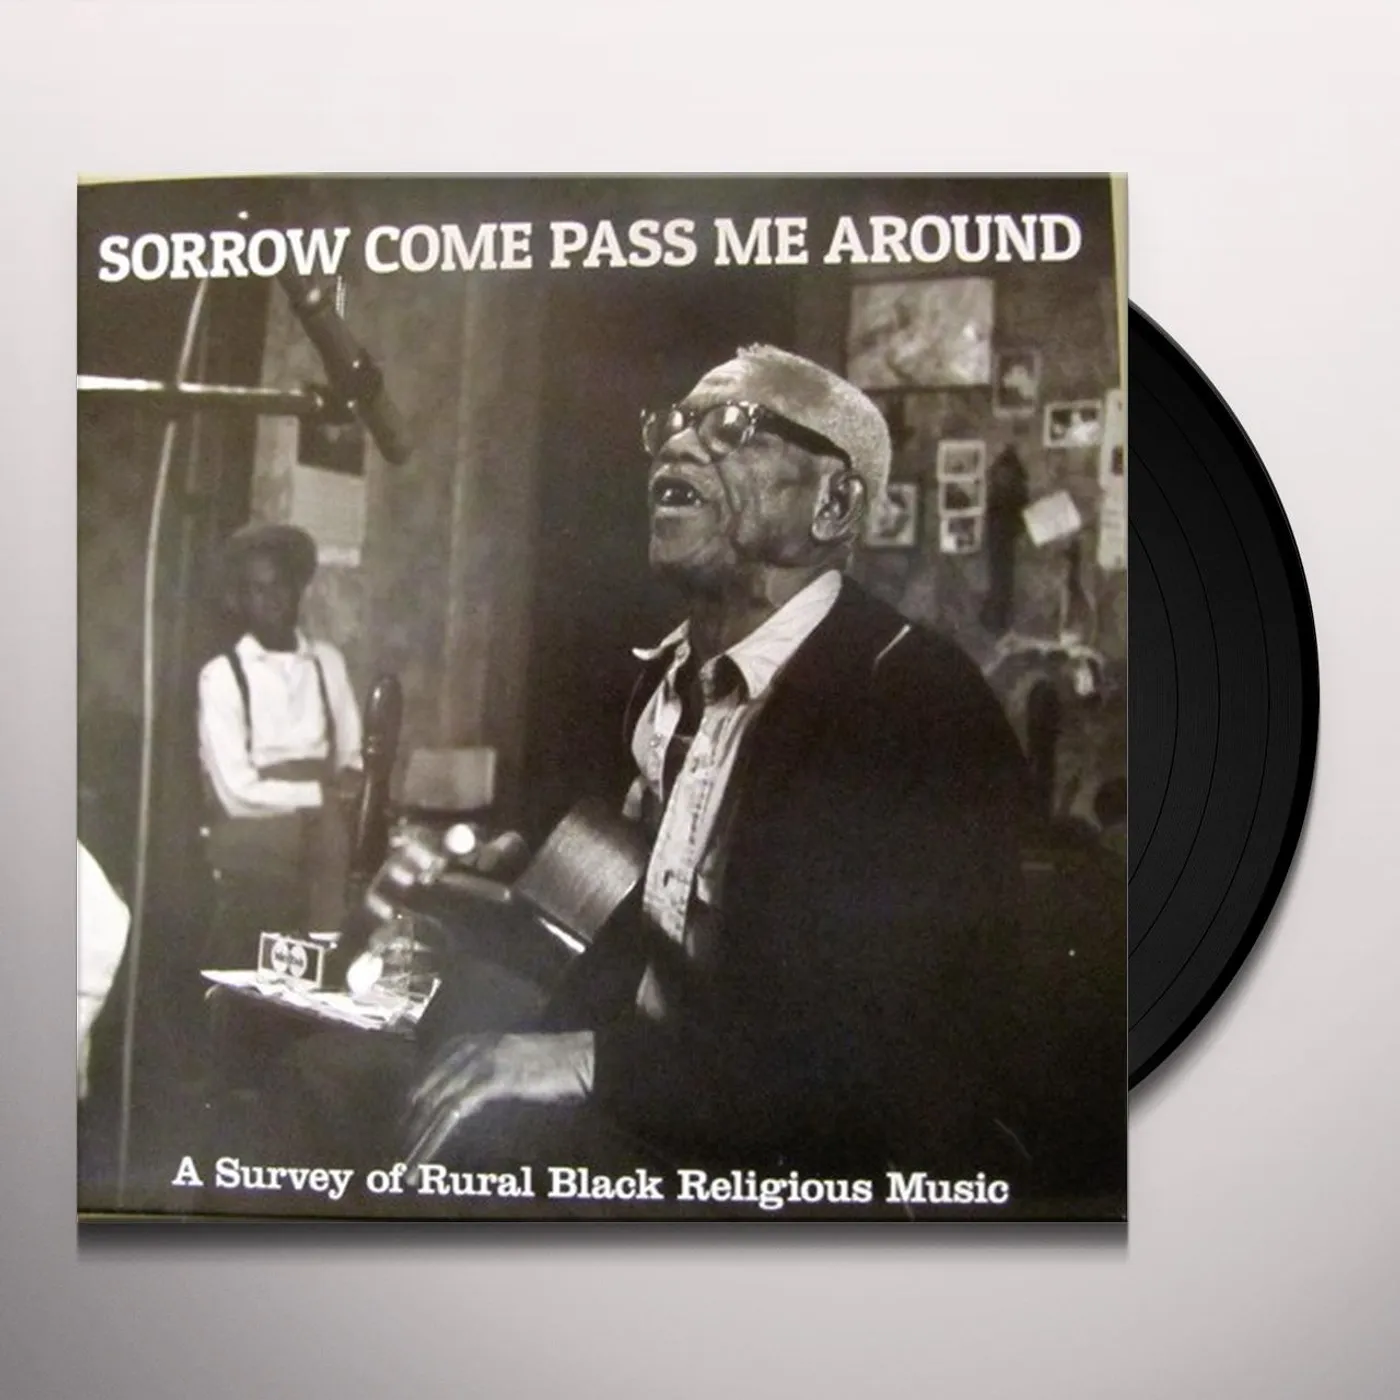 SORROW COME PASS ME AROUND
A Survey of Rural Black Religious Music